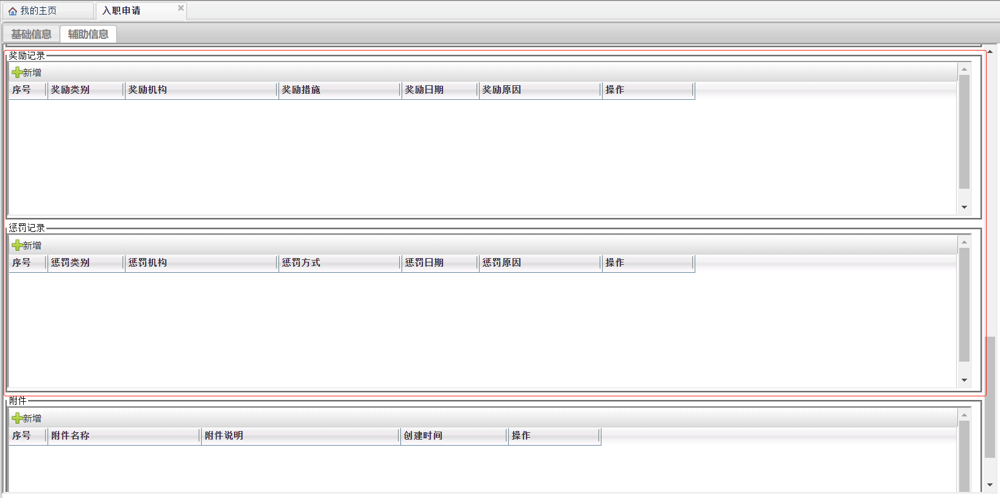 我的主页 入职申请
基础信息 辅助信息
奖励记录
新增
序号 奖励类别 奖励机构 奖励措施 奖励日期 奖励原因 操作
惩罚记录
新增
序号 惩罚类别 惩罚机构 惩罚方式 惩罚日期 惩罚原因 操作
附件
新增
序号 附件名称 附件说明 创建时间 操作